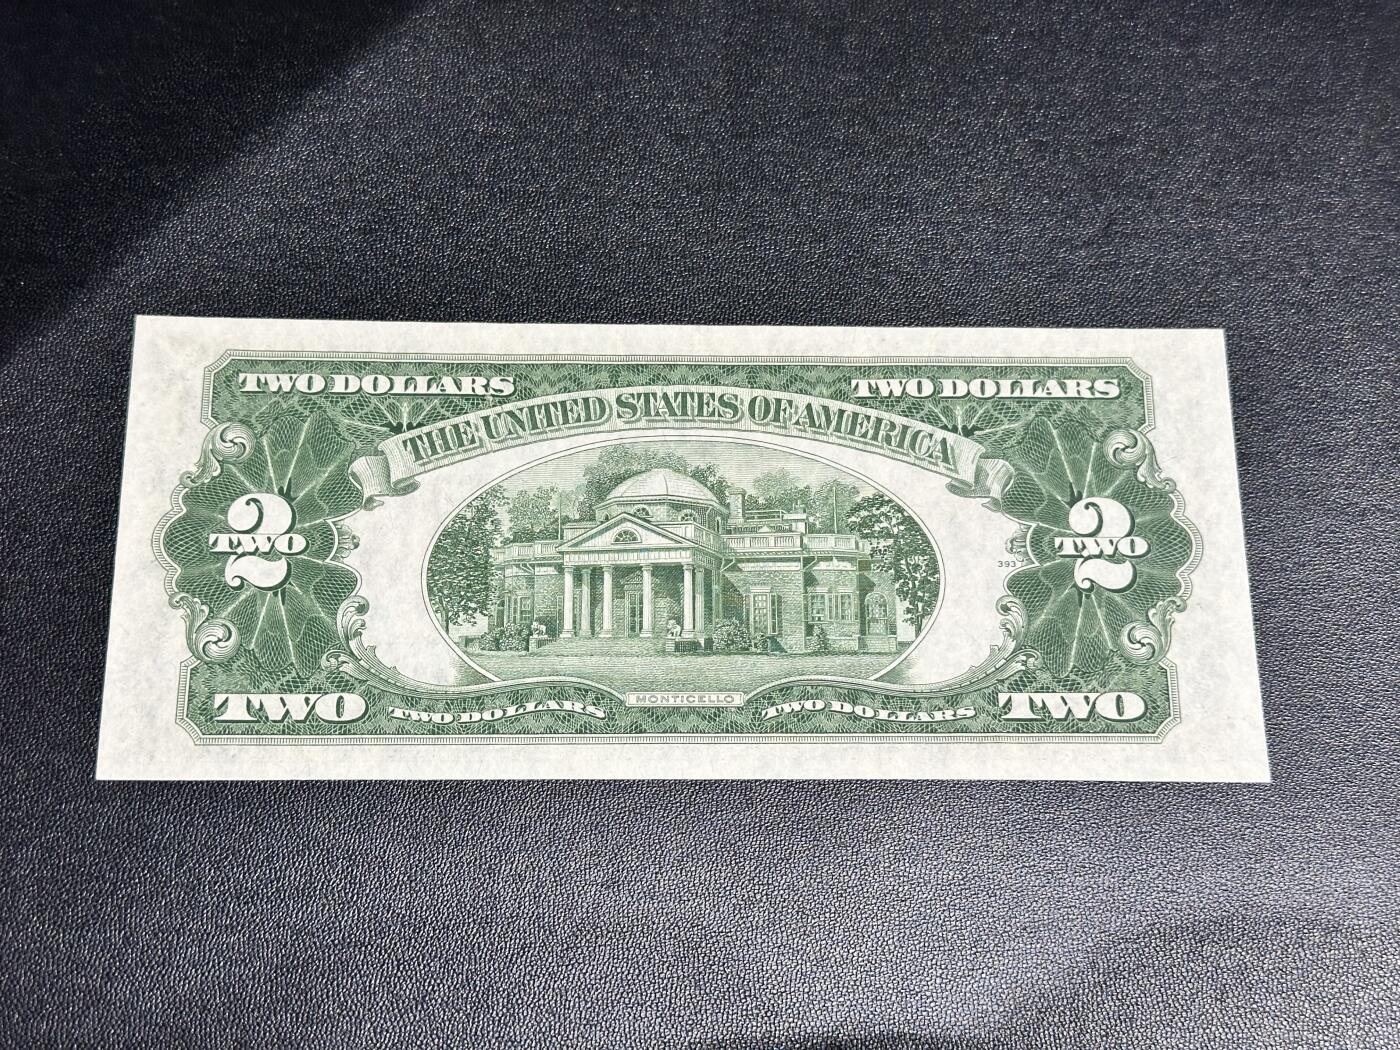 TWO DOLLARS TWO DOLLARS
THE UNITED STATES OF AMERICA
2 TWO 2 TWO
393
MONTICELLO
TWO TWO DOLLARS TWO DOLLARS TWO